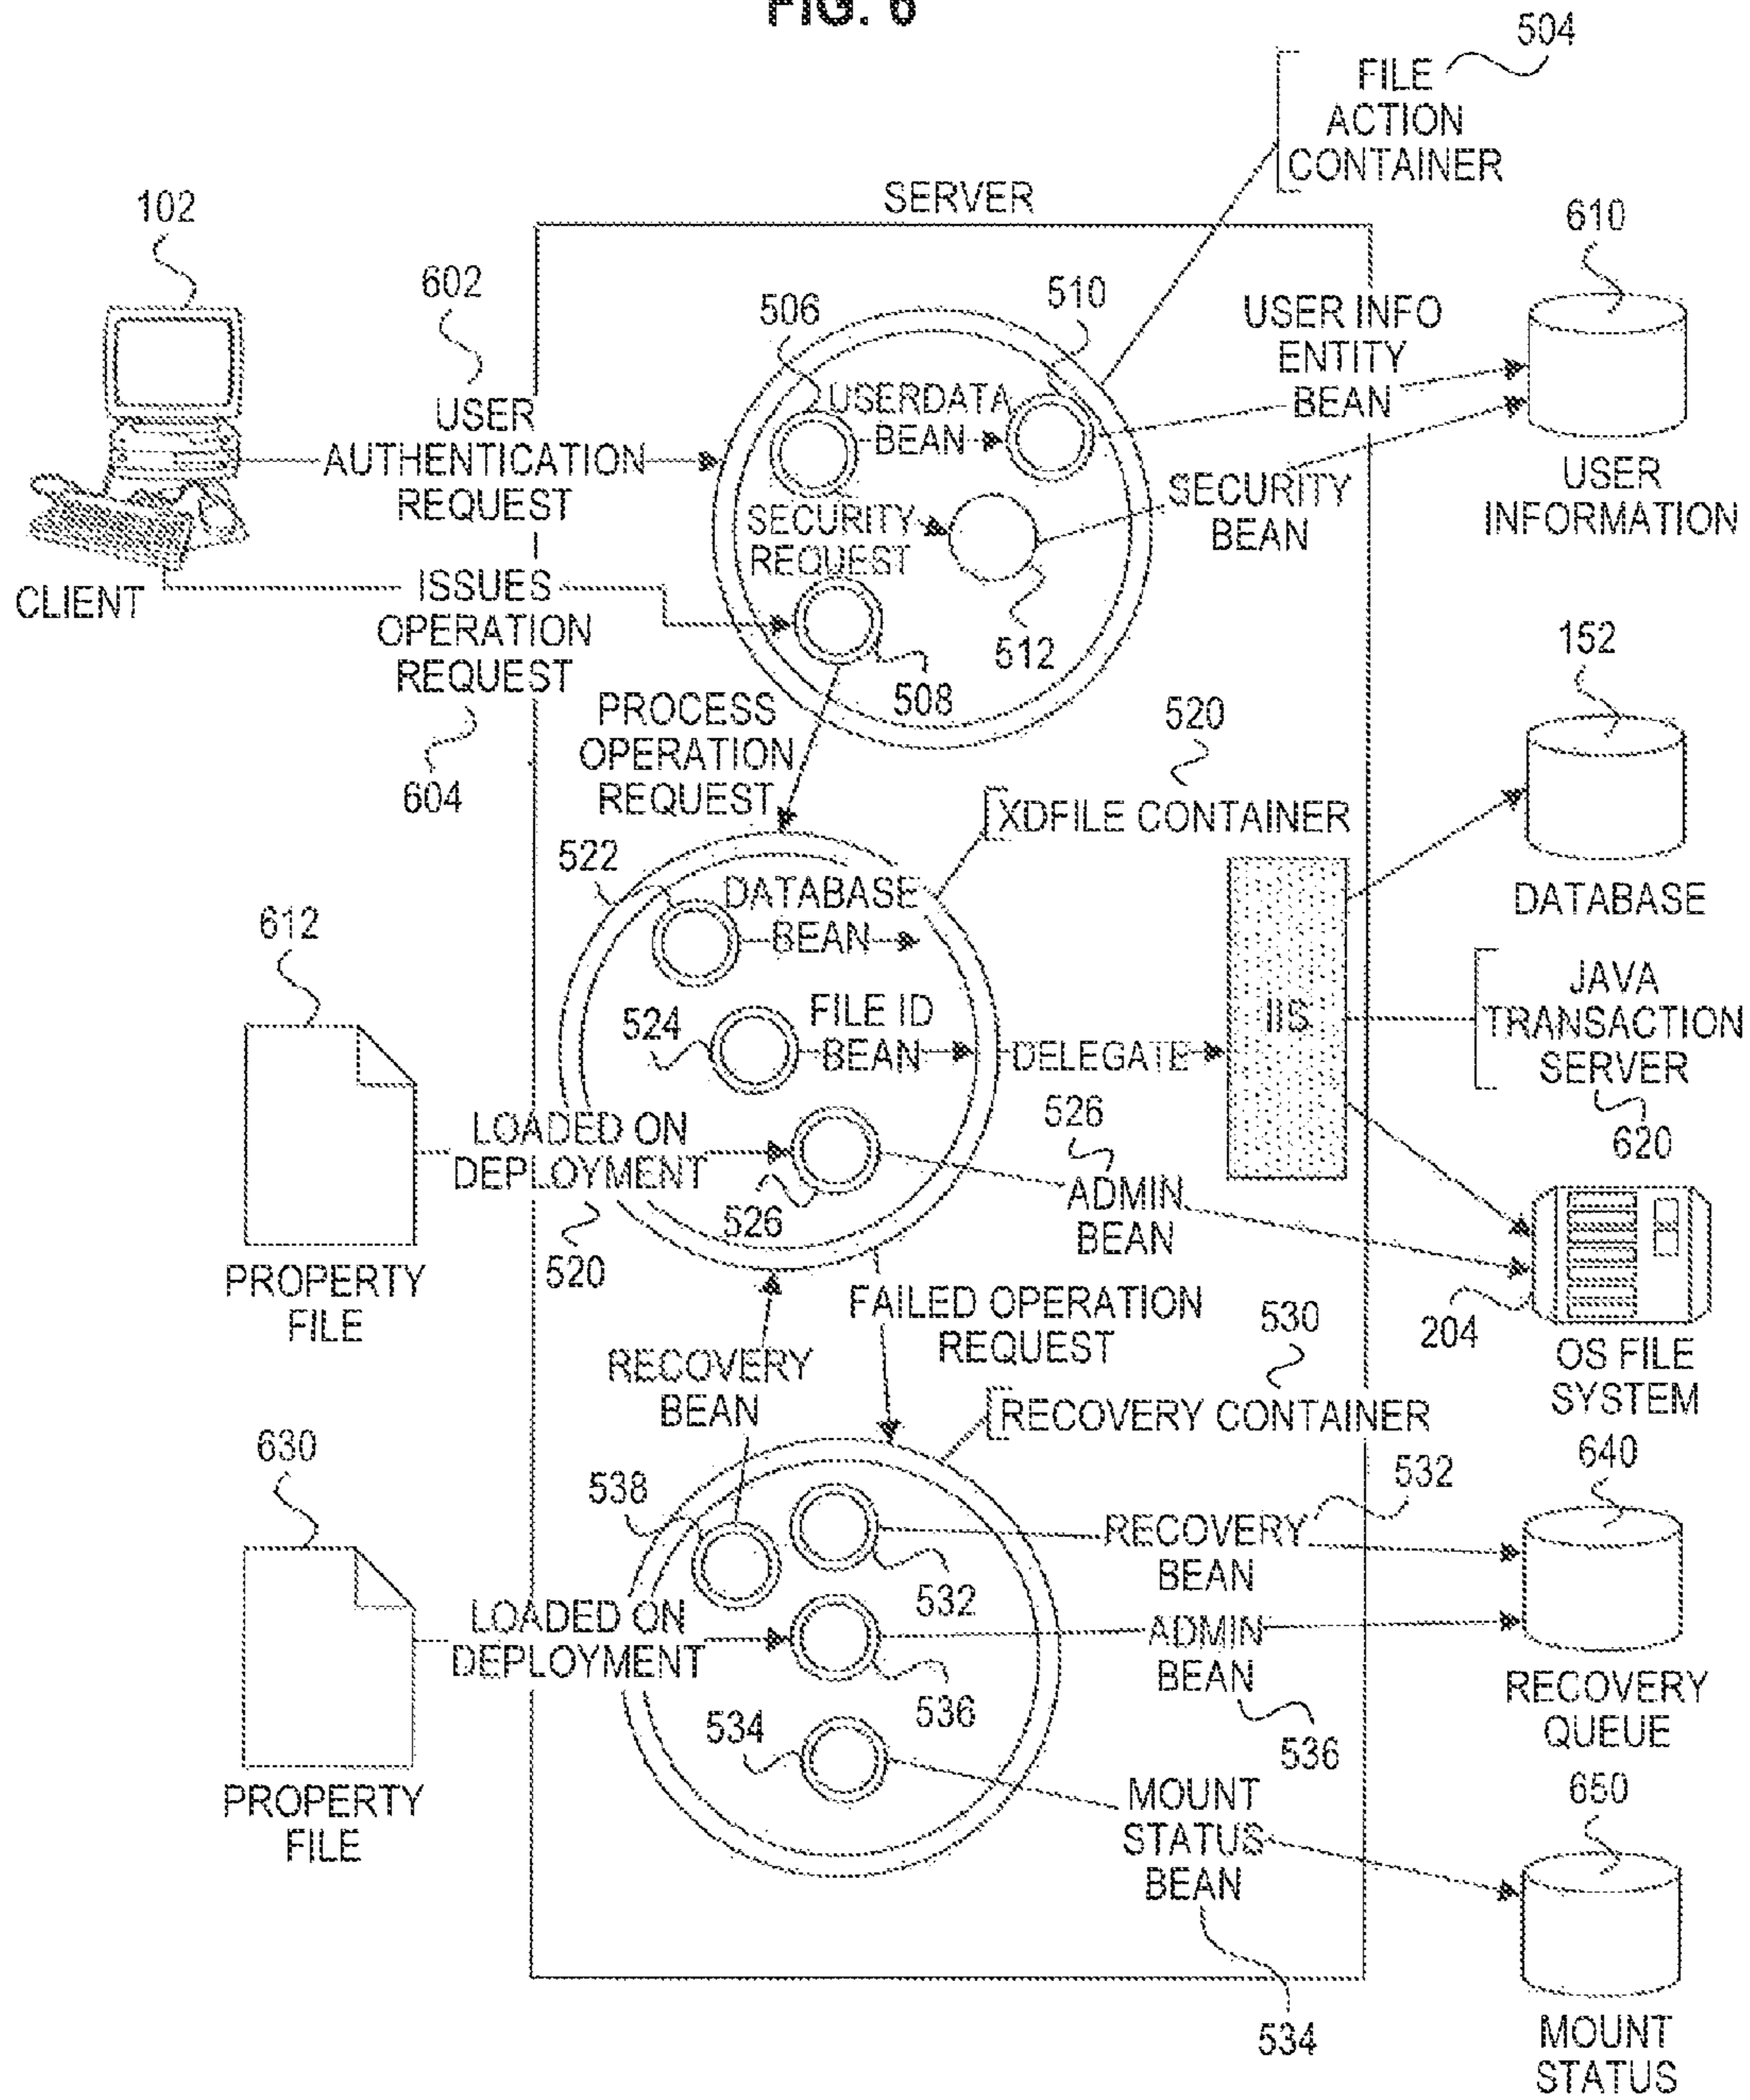 FIG. 6
504
FILE
ACTION
CONTAINER
SERVER
102
602
506
510
USER INFO
ENTITY
BEAN
610
USER
AUTHENTICATION
REQUEST
USERDATA
BEAN
SECURITY
REQUEST
SECURITY
BEAN
USER
INFORMATION
CLIENT
ISSUES
OPERATION
REQUEST
604
512
508
152
PROCESS
OPERATION
REQUEST
520
XDFILE CONTAINER
DATABASE
522
DATABASE
BEAN
612
524
FILE ID
BEAN
DELEGATE
IIS
JAVA
TRANSACTION
SERVER
620
LOADED ON
DEPLOYMENT
520
526
526
ADMIN
BEAN
PROPERTY
FILE
204
OS FILE
SYSTEM
FAILED OPERATION
REQUEST
530
RECOVERY
BEAN
RECOVERY CONTAINER
630
640
538
532
RECOVERY
BEAN
532
LOADED ON
DEPLOYMENT
ADMIN
BEAN
536
536
RECOVERY
QUEUE
534
PROPERTY
FILE
MOUNT
STATUS
BEAN
650
534
MOUNT
STATUS